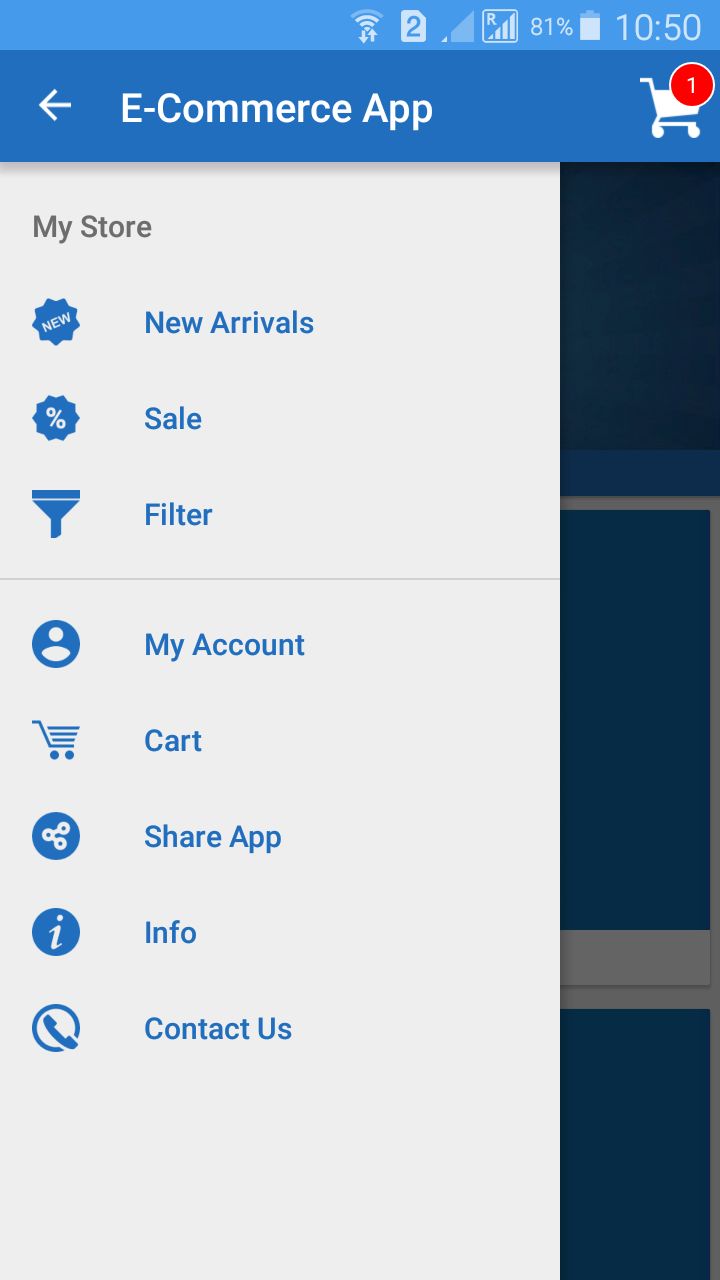 2 R 81% 10:50
E-Commerce App 1
My Store
NEW New Arrivals
% Sale
Filter
My Account
Cart
Share App
i Info
Contact Us